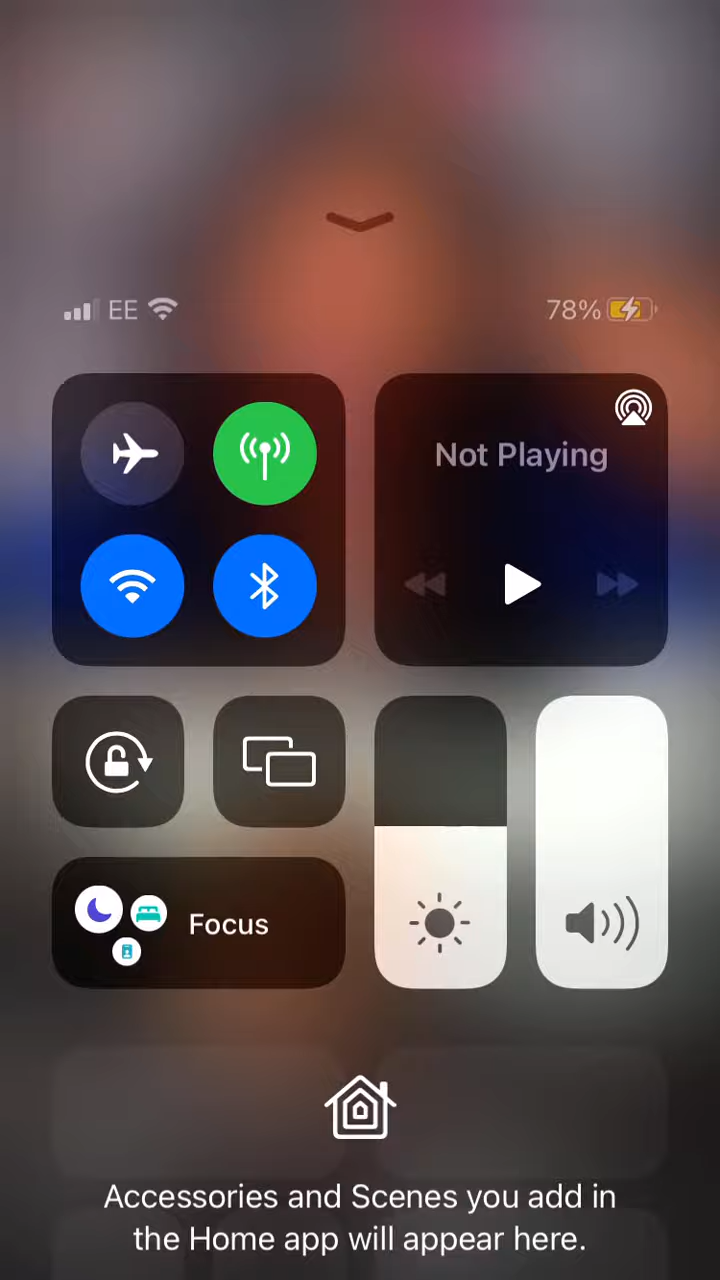 EE
78%
Not Playing
Focus
Accessories and Scenes you add in
the Home app will appear here.